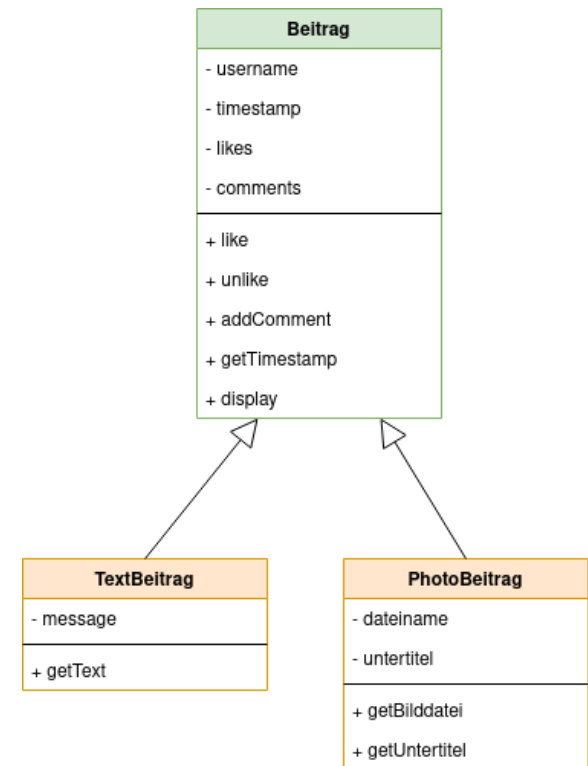 Beitrag
- username
- timestamp
- likes
- comments
+ like
+ unlike
+ addComment
+ getTimestamp
+ display
TextBeitrag
- message
+ getText
PhotoBeitrag
- dateiname
- untertitel
+ getBilddatei
+ getUntertitel